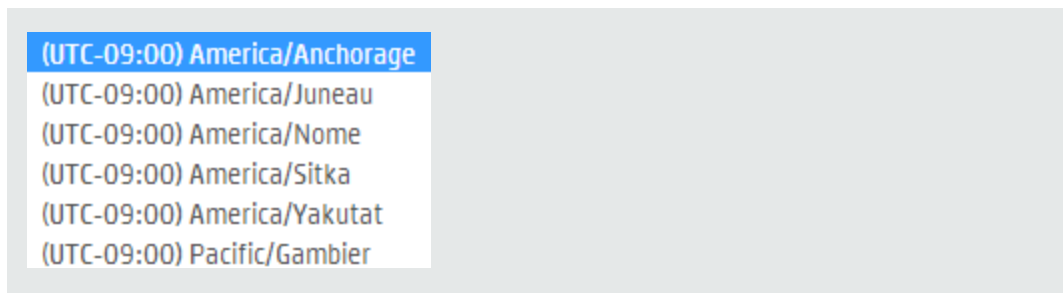 (UTC-09:00) America/Anchorage
(UTC-09:00) America/Juneau
(UTC-09:00) America/Nome
(UTC-09:00) America/Sitka
(UTC-09:00) America/Yakutat
(UTC-09:00) Pacific/Gambier